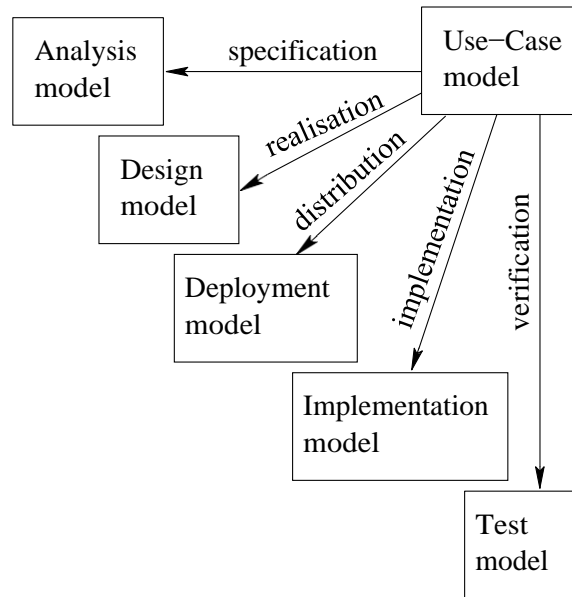 Analysis
model
specification
Use−Case
model
realisation
Design
model
distribution
Deployment
model
implementation
verification
Implementation
model
Test
model